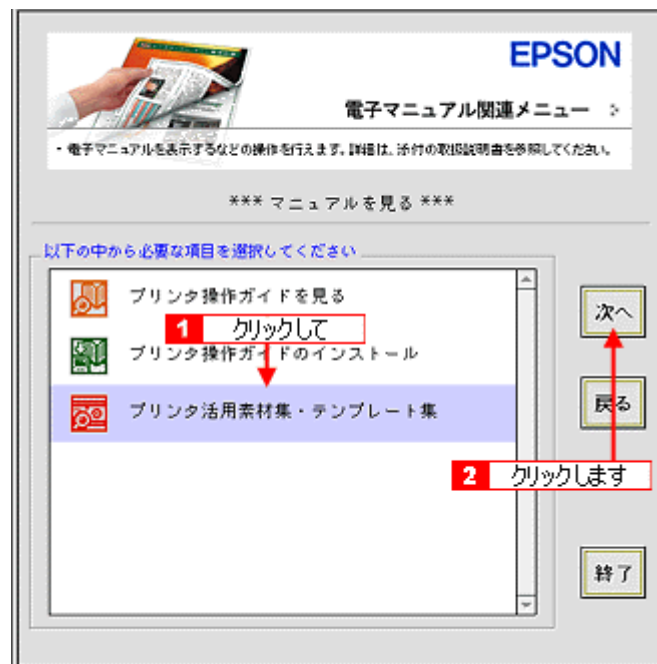 EPSON
電子マニュアル関連メニュー
・電子マニュアルを表示するなどの操作を行えます。詳細は、添付の取扱説明書を参照してください。
*** マニュアルを見る ***
以下の中から必要な項目を選択してください
プリンタ操作ガイドを見る
1 クリックして
プリンタ操作ガイドのインストール
プリンタ活用素材集・テンプレート集
次へ
戻る
2 クリックします
終了